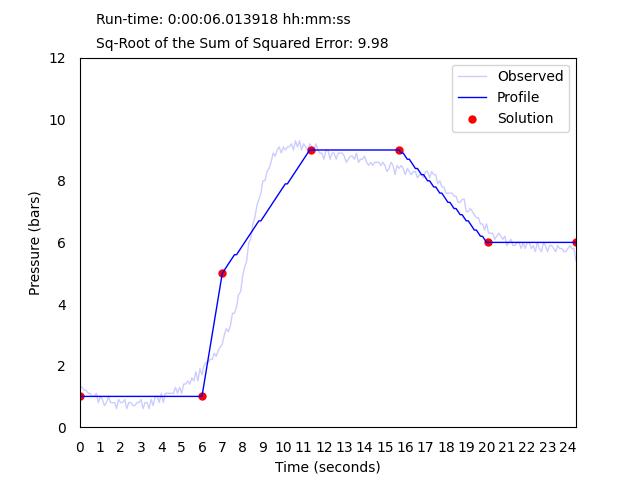 Run-time: 0:00:06.013918 hh:mm:ss
Sq-Root of the Sum of Squared Error: 9.98
12
10
8
6
4
2
0
Pressure (bars)
Observed
Profile
Solution
0 1 2 3 4 5 6 7 8 9 10 11 12 13 14 15 16 17 18 19 20 21 22 23 24
Time (seconds)